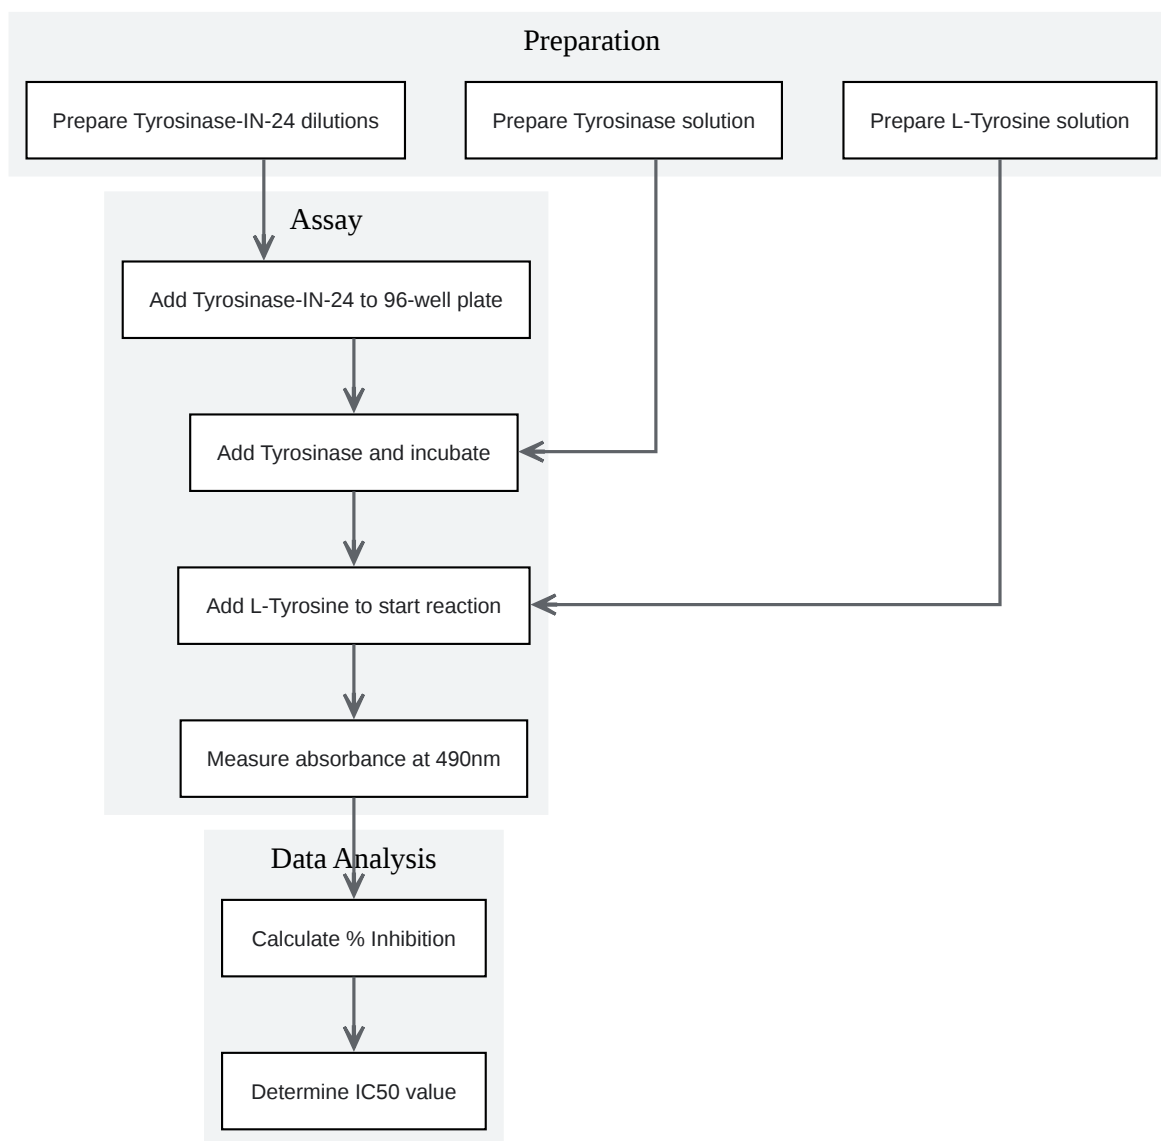 Preparation
Prepare Tyrosinase-IN-24 dilutions
Prepare Tyrosinase solution
Prepare L-Tyrosine solution
Assay
Add Tyrosinase-IN-24 to 96-well plate
Add Tyrosinase and incubate
Add L-Tyrosine to start reaction
Measure absorbance at 490nm
Data Analysis
Calculate % Inhibition
Determine IC50 value